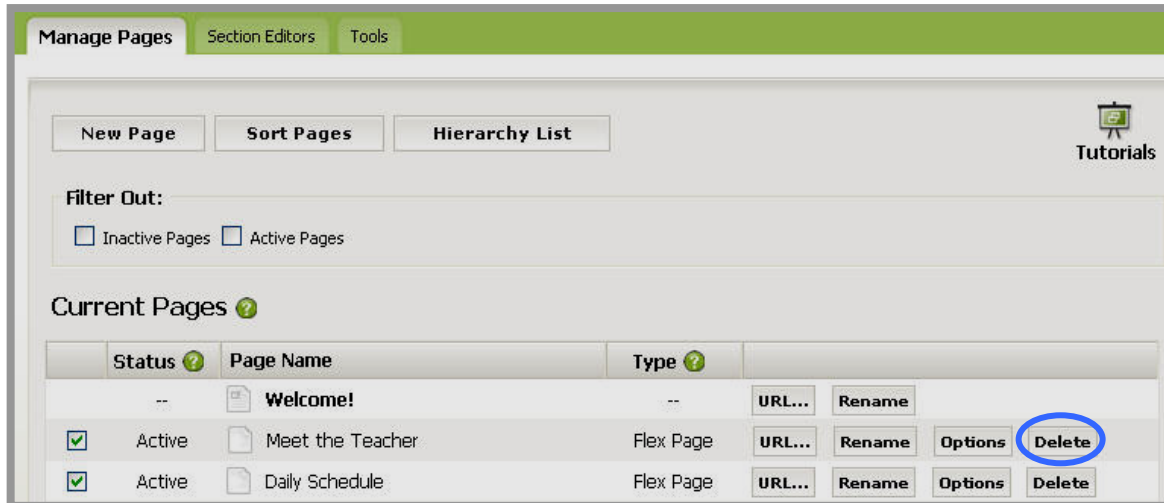 Manage Pages Section Editors Tools
New Page Sort Pages Hierarchy List
Tutorials
Filter Out:
Inactive Pages Active Pages
Current Pages ?
Status ? Page Name Type ?
-- Welcome! -- URL... Rename
Active Meet the Teacher Flex Page URL... Rename Options Delete
Active Daily Schedule Flex Page URL... Rename Options Delete